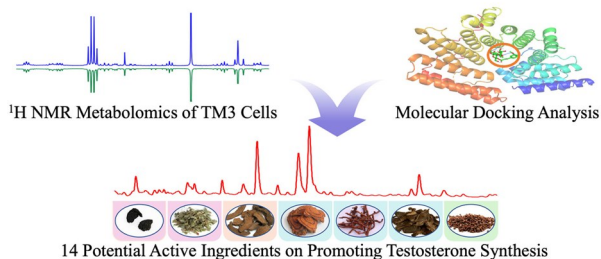 ¹H NMR Metabolomics of TM3 Cells
Molecular Docking Analysis
14 Potential Active Ingredients on Promoting Testosterone Synthesis